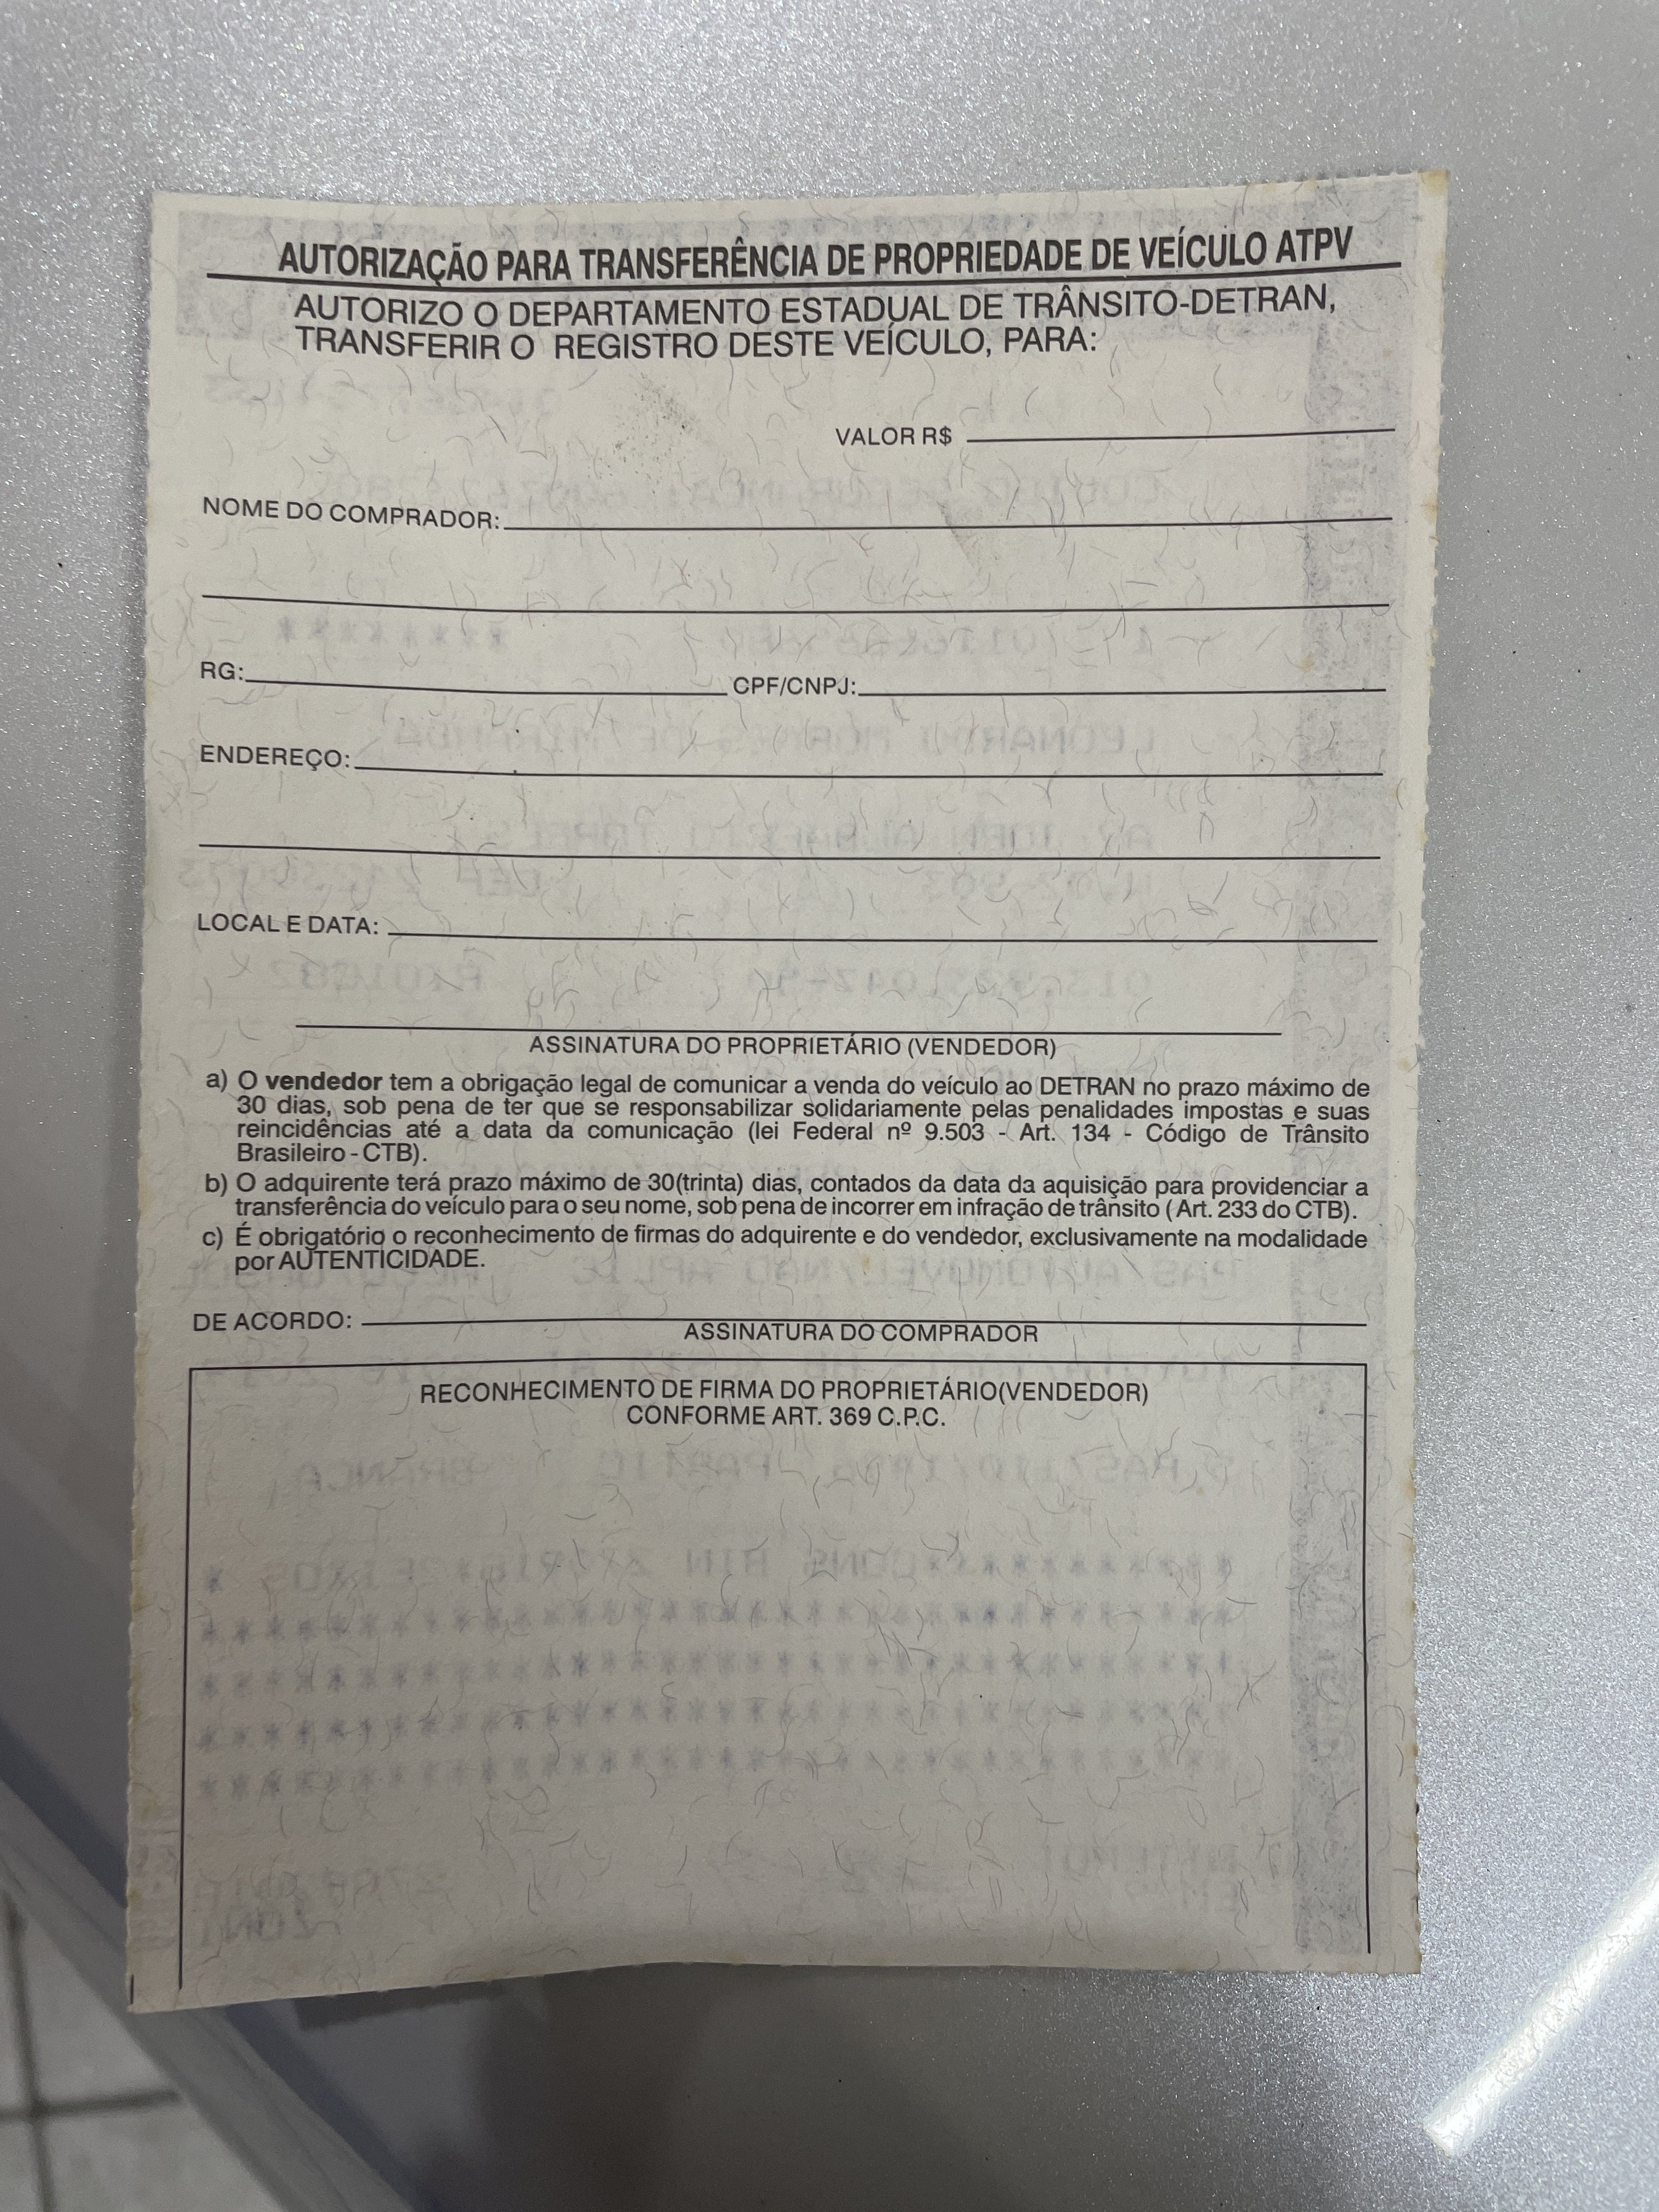 AUTORIZAÇÃO PARA TRANSFERÊNCIA DE PROPRIEDADE DE VEÍCULO ATPV
AUTORIZO O DEPARTAMENTO ESTADUAL DE TRÂNSITO-DETRAN,
TRANSFERIR O REGISTRO DESTE VEÍCULO, PARA:
VALOR R$
NOME DO COMPRADOR:
RG: CPF/CNPJ:
ENDEREÇO:
LOCAL E DATA:
ASSINATURA DO PROPRIETÁRIO (VENDEDOR)
a) O vendedor tem a obrigação legal de comunicar a venda do veículo ao DETRAN no prazo máximo de
30 dias, sob pena de ter que se responsabilizar solidariamente pelas penalidades impostas e suas
reincidências até a data da comunicação (lei Federal nº 9.503 - Art. 134 - Código de Trânsito
Brasileiro - CTB).
b) O adquirente terá prazo máximo de 30(trinta) dias, contados da data da aquisição para providenciar a
transferência do veículo para o seu nome, sob pena de incorrer em infração de trânsito ( Art. 233 do CTB).
c) É obrigatório o reconhecimento de firmas do adquirente e do vendedor, exclusivamente na modalidade
por AUTENTICIDADE.
DE ACORDO:
ASSINATURA DO COMPRADOR
RECONHECIMENTO DE FIRMA DO PROPRIETÁRIO(VENDEDOR)
CONFORME ART. 369 C.P.C.